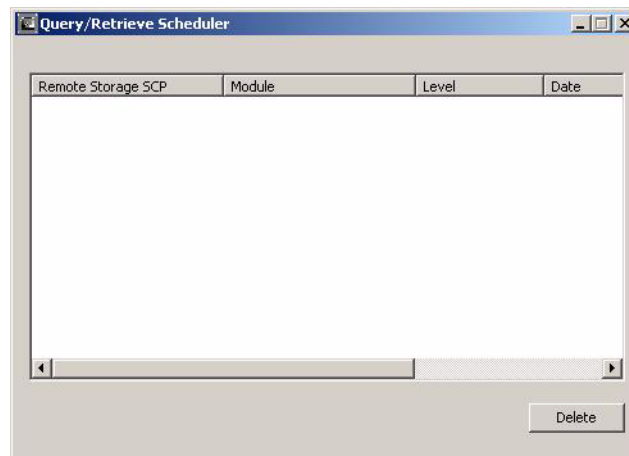 Query/Retrieve Scheduler
Remote Storage SCP Module Level Date
Delete